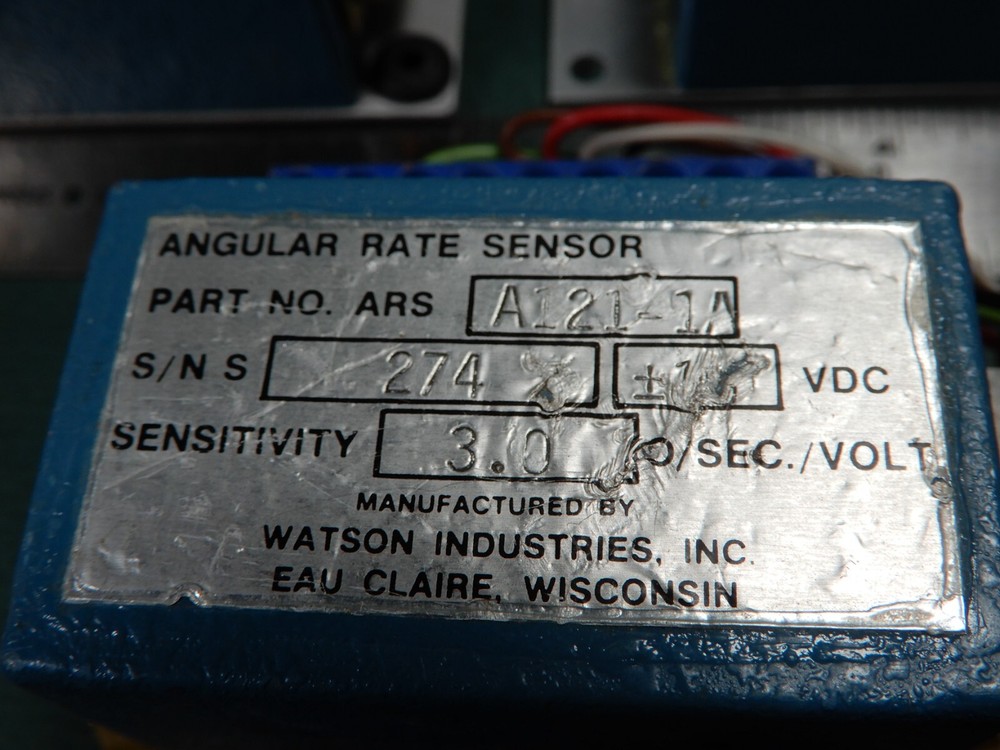 ANGULAR RATE SENSOR
PART NO. ARS A121-1A
S/N S 274 VDC
SENSITIVITY 3.0 O/SEC./VOLT
MANUFACTURED BY
WATSON INDUSTRIES, INC.
EAU CLAIRE, WISCONSIN